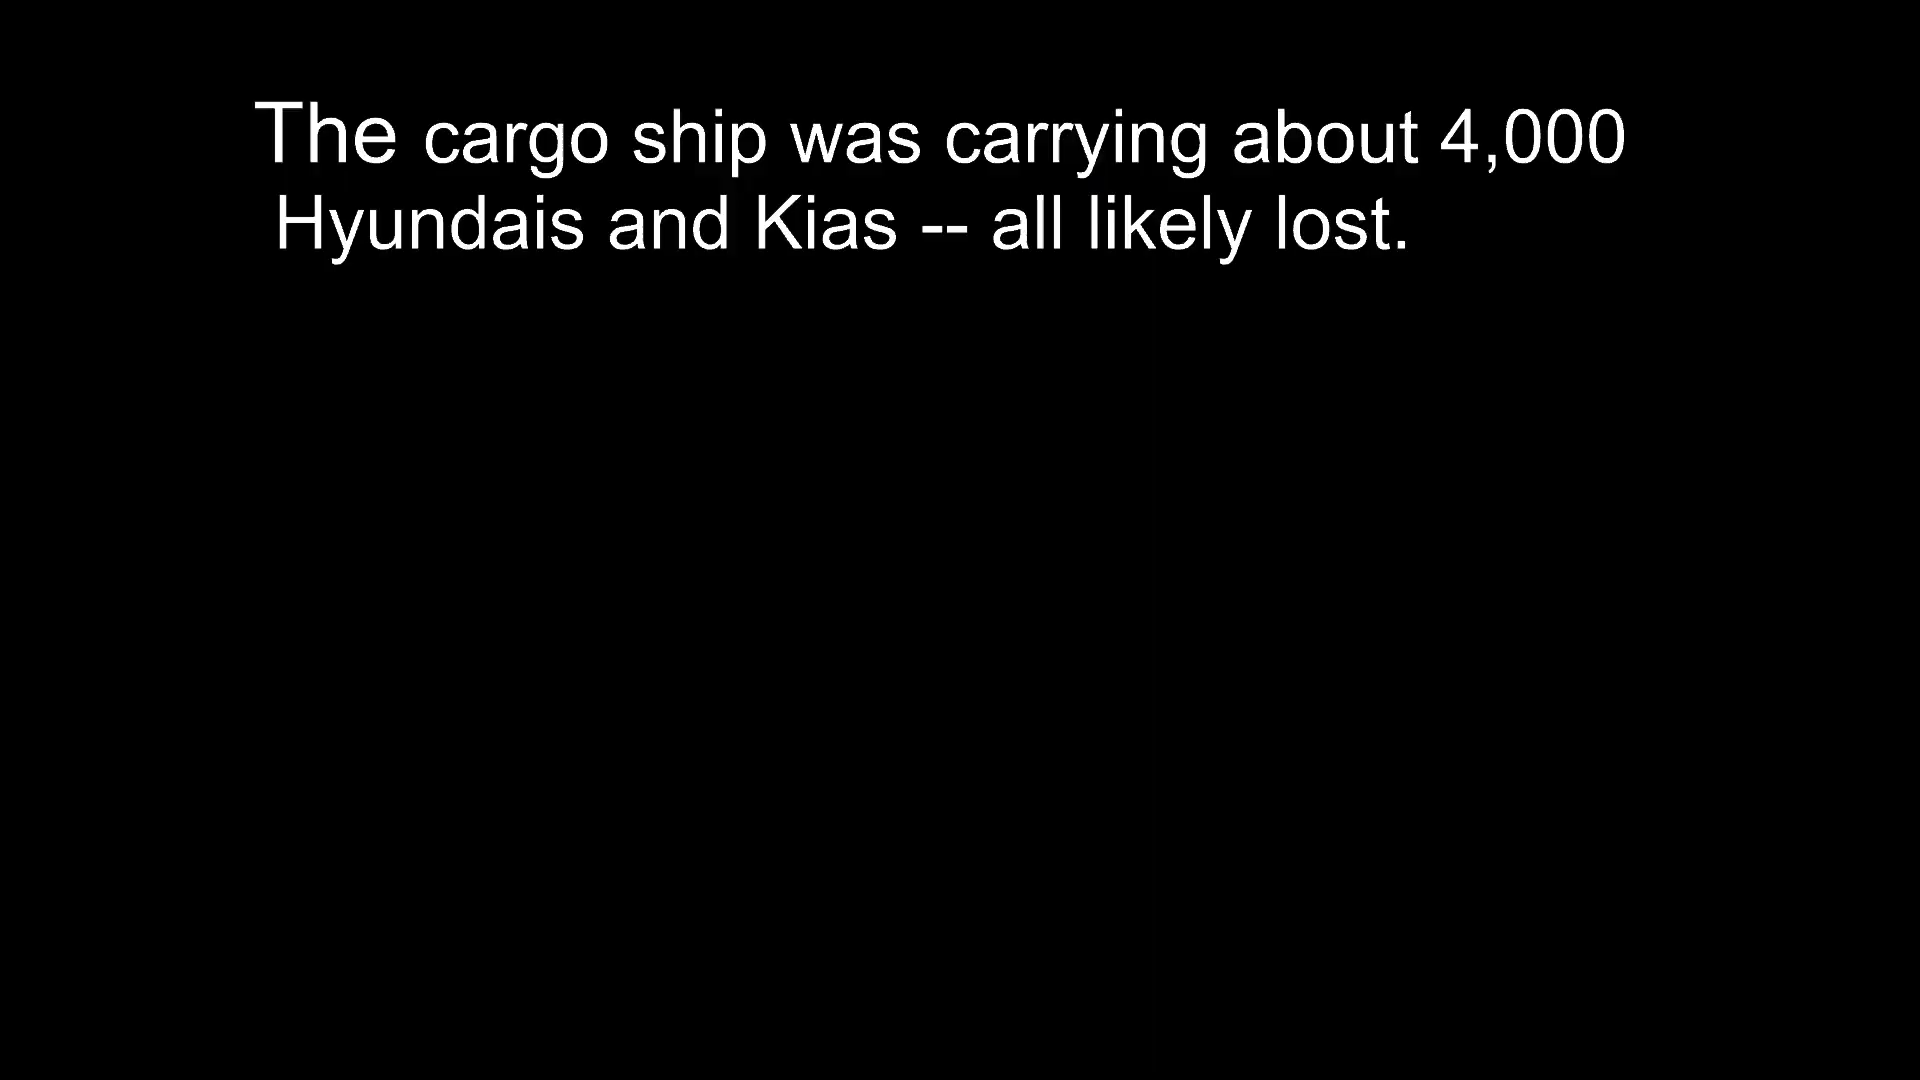 The cargo ship was carrying about 4,000
Hyundais and Kias -- all likely lost.